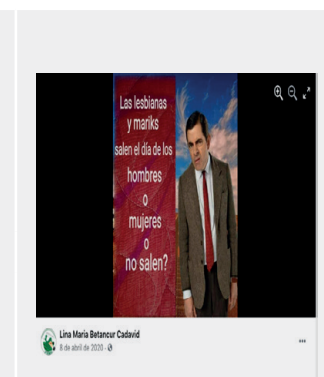 Las lesbianas
y mariks
salen el día de los
hombres
o
mujeres
o
no salen?
Lina Maria Betancur Cadavid
8 de abril de 2020 ·